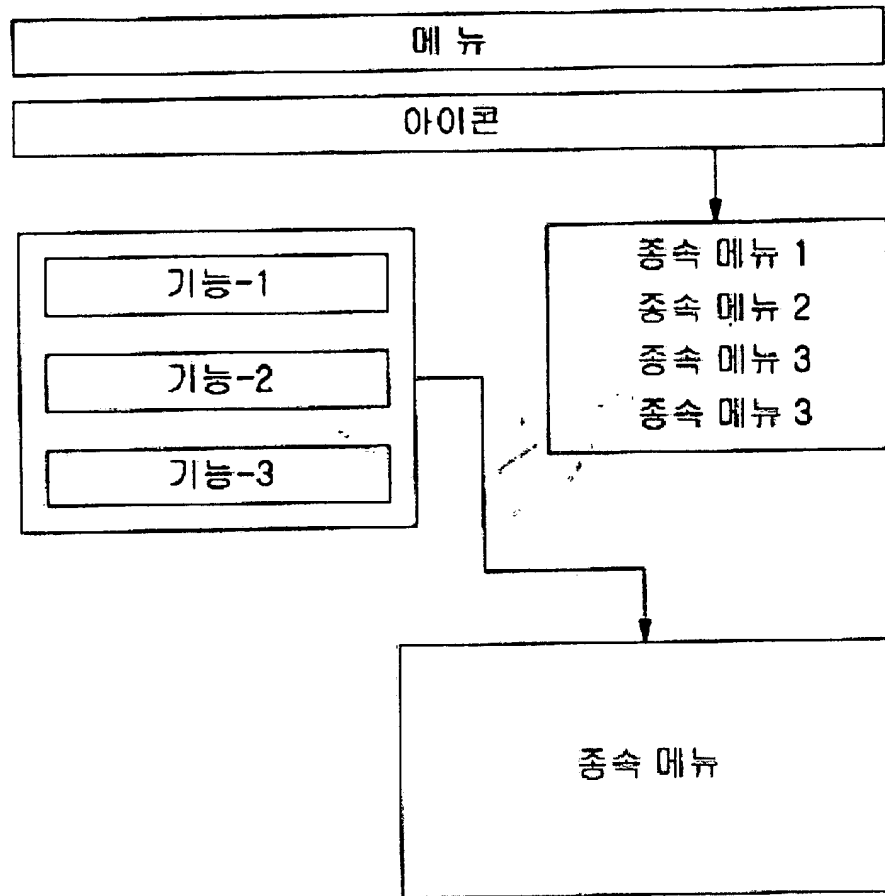 메뉴
아이콘
종속 메뉴 1
종속 메뉴 2
종속 메뉴 3
종속 메뉴 3
기능-1
기능-2
기능-3
종속 메뉴